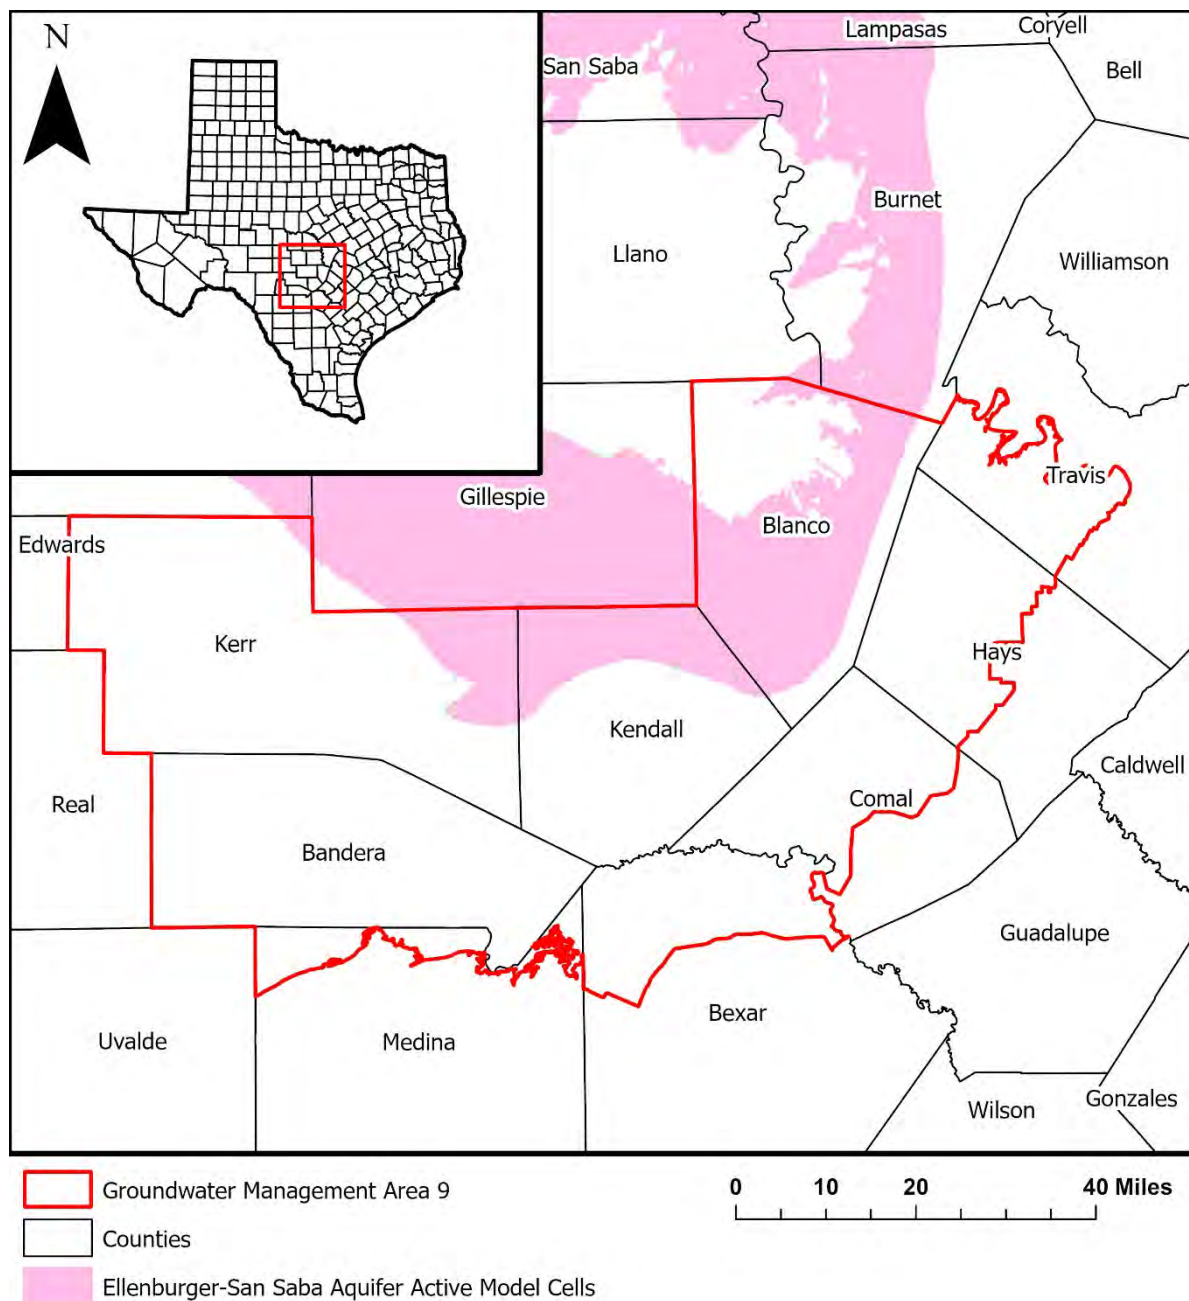 N
Lampasas
Coryell
San Saba
Bell
Burnet
Llano
Williamson
Travis
Gillespie
Blanco
Edwards
Kerr
Hays
Kendall
Caldwell
Real
Comal
Bandera
Guadalupe
Bexar
Uvalde
Medina
Gonzales
Wilson
Groundwater Management Area 9
0 10 20 40 Miles
Counties
Ellenburger-San Saba Aquifer Active Model Cells